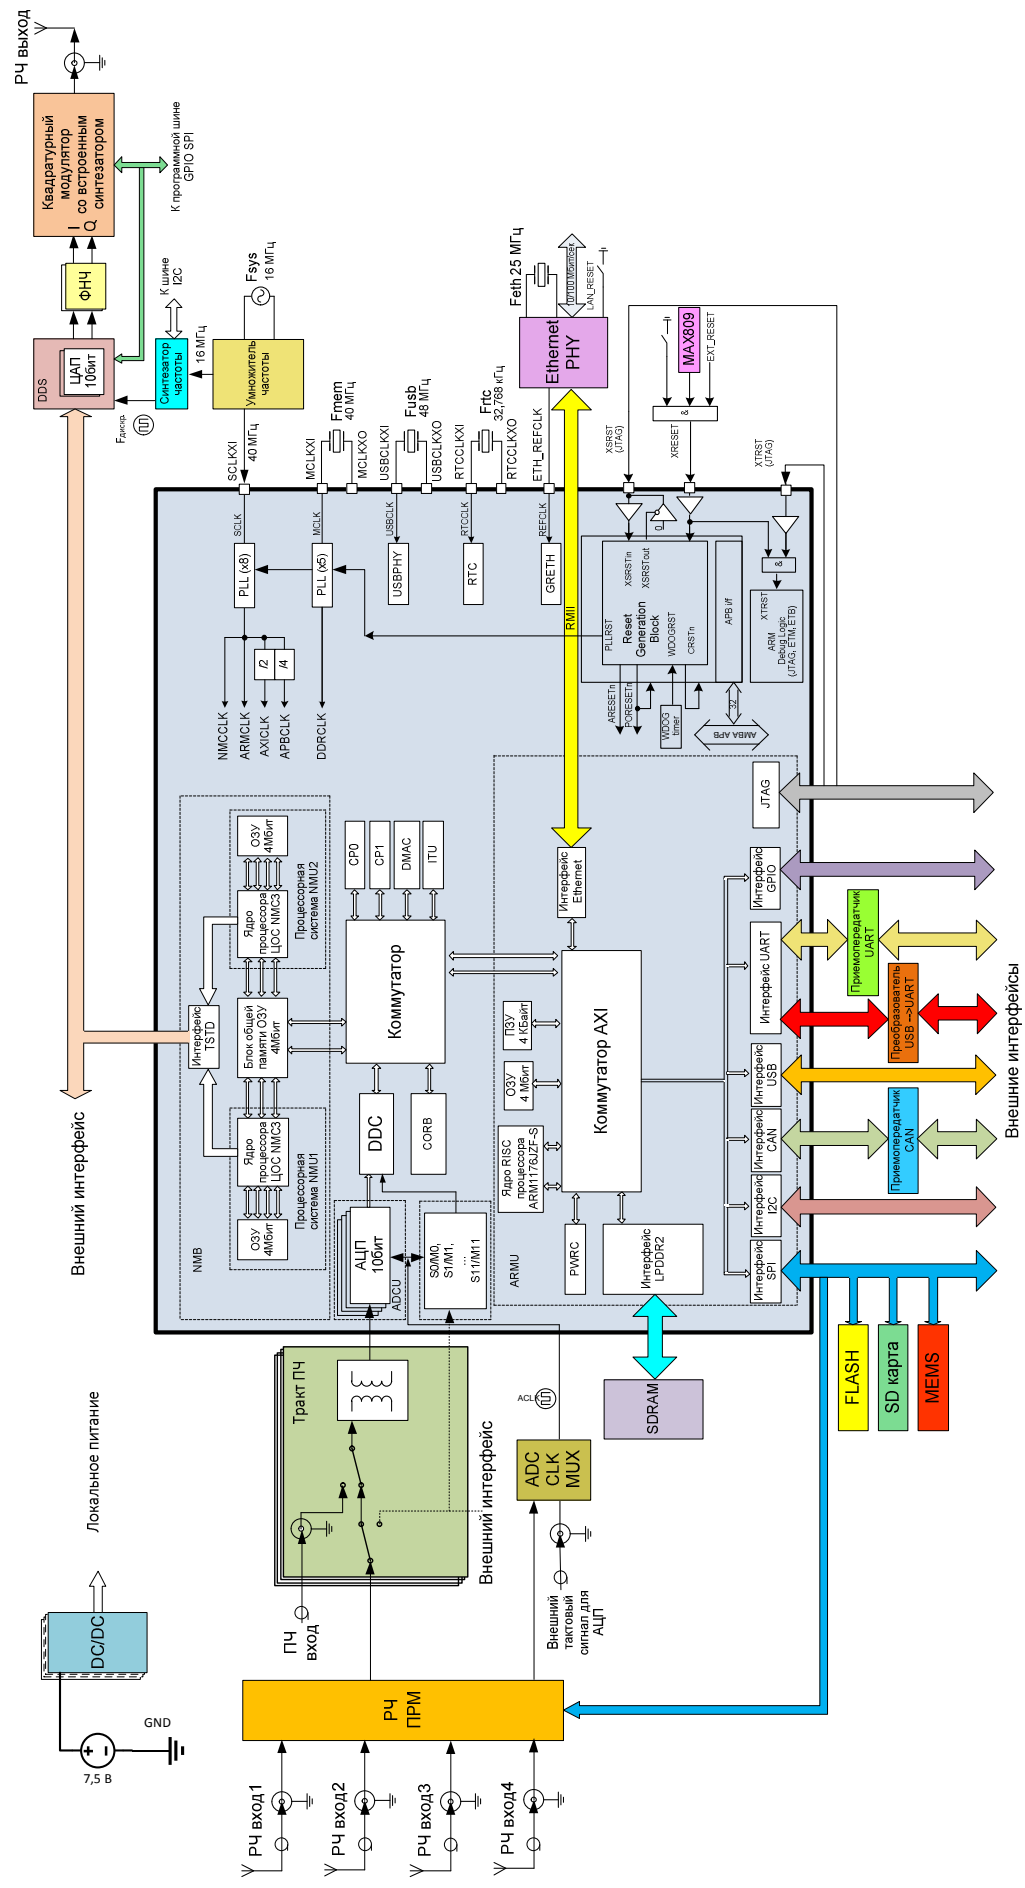 РЧ выход
Квадратурный
модулятор
со встроенным
синтезатором
I
Q
К программной шине
GPIO SPI
ФНЧ
DDS
ЦАП
10бит
Fдискр.
К шине
I2C
Синтезатор
частоты
16 МГц
Fsys
16 МГц
Умножитель
частоты
SCLKXI
40 МГц
MCLKXI
Fmem
40 МГц
MCLKXO
USBCLKXI
Fusb
48 МГц
USBCLKXO
RTCCLKXI
Frtc
32,768 кГц
RTCCLKXO
ETH_REFCLK
Feth 25 МГц
Ethernet
PHY
10/100 Мбит/сек
LAN_RESET
MAX809
EXT_RESET
&
XSRST
(JTAG)
XRESET
XTRST
(JTAG)
SCLK
PLL (x8)
MCLK
PLL (x5)
USBCLK
USBPHY
RTCCLK
RTC
REFCLK
GRETH
RMII
/2
/4
NMCCLK
ARMCLK
AXICLK
APBCLK
DDRCLK
XSRSTin
XSRSTout
0
PLLRST
Reset
Generation
Block
WDOGRST
CRSTn
APB i/f
ARESETn
PORESETn
WDOG
timer
32
AMBA APB
&
XTRST
ARM
Debug Logic
(JTAG, ETM, ETB)
NMB
ОЗУ
4Мбит
Ядро
процессора
ЦОС NMC3
Процессорная
система NMU2
Интерфейс
TSTD
Блок общей
памяти ОЗУ
4Мбит
Ядро
процессора
ЦОС NMC3
ОЗУ
4Мбит
Процессорная
система NMU1
CP0
CP1
DMAC
ITU
Коммутатор
DDC
CORB
АЦП
10бит
ADCU
S0/M0,
S1/M1,
...
S11/M11
ARMU
Интерфейс
Ethernet
ПЗУ
4 КБайт
ОЗУ
4 Мбит
Ядро RISC
процессора
ARM1176JZF-S
Коммутатор AXI
PWRC
Интерфейс
LPDDR2
JTAG
Интерфейс
GPIO
Интерфейс UART
Интерфейс
USB
Интерфейс
CAN
Интерфейс
I2C
Интерфейс
SPI
Приемопередатчик
UART
Преобразователь
USB -->UART
Приемопередатчик
CAN
Внешние интерфейсы
Внешний интерфейс
Локальное питание
DC/DC
GND
7,5 В
Тракт ПЧ
ПЧ
вход
Внешний интерфейс
ACLK
ADC
CLK
MUX
Внешний
тактовый
сигнал для
АЦП
SDRAM
FLASH
SD карта
MEMS
РЧ
ПРМ
РЧ вход1
РЧ вход2
РЧ вход3
РЧ вход4